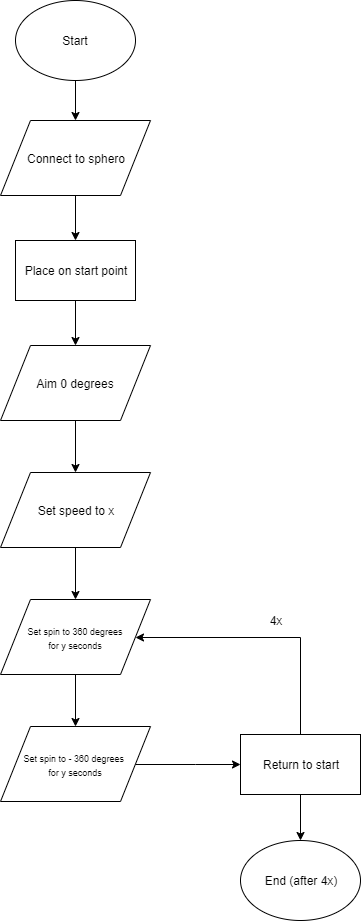 Start
Connect to sphero
Place on start point
Aim 0 degrees
Set speed to x
Set spin to 360 degrees
for y seconds
4x
Set spin to - 360 degrees
for y seconds
Return to start
End (after 4x)